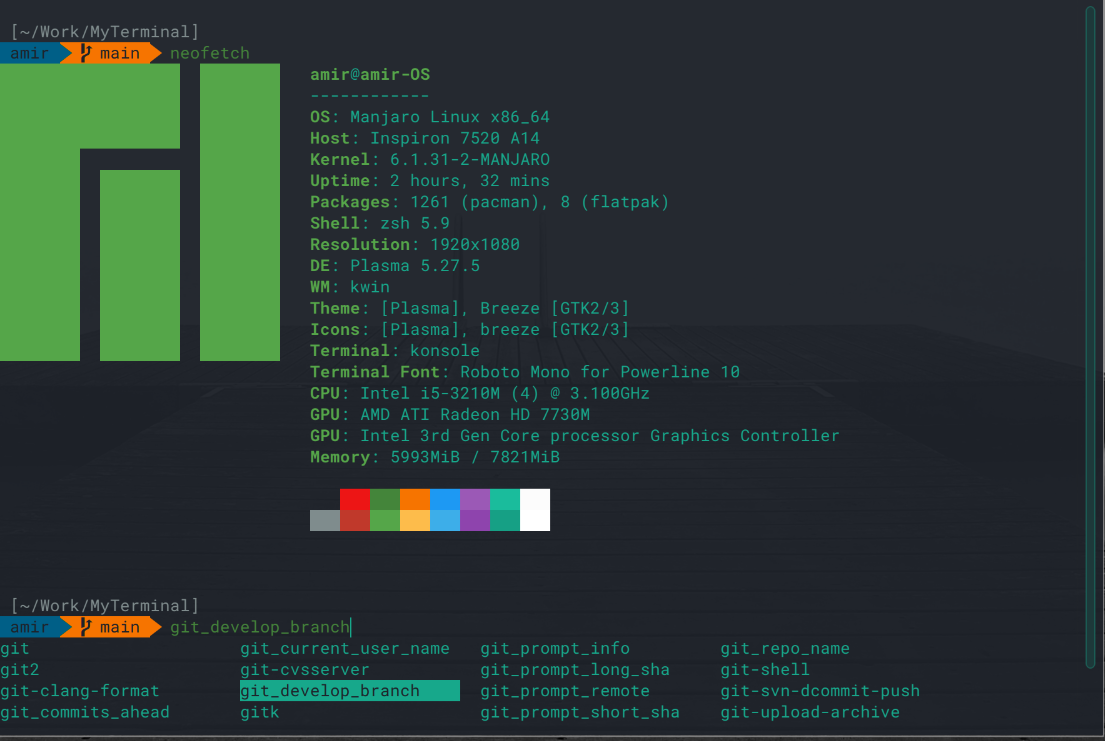 [~/Work/MyTerminal]
amir main neofetch
amir@amir-OS
------------
OS: Manjaro Linux x86_64
Host: Inspiron 7520 A14
Kernel: 6.1.31-2-MANJARO
Uptime: 2 hours, 32 mins
Packages: 1261 (pacman), 8 (flatpak)
Shell: zsh 5.9
Resolution: 1920x1080
DE: Plasma 5.27.5
WM: kwin
Theme: [Plasma], Breeze [GTK2/3]
Icons: [Plasma], breeze [GTK2/3]
Terminal: konsole
Terminal Font: Roboto Mono for Powerline 10
CPU: Intel i5-3210M (4) @ 3.100GHz
GPU: AMD ATI Radeon HD 7730M
GPU: Intel 3rd Gen Core processor Graphics Controller
Memory: 5993MiB / 7821MiB
[~/Work/MyTerminal]
amir main git_develop_branch
git git_current_user_name git_prompt_info git_repo_name
git2 git-cvsserver git_prompt_long_sha git-shell
git-clang-format git_develop_branch git_prompt_remote git-svn-dcommit-push
git_commits_ahead gitk git_prompt_short_sha git-upload-archive